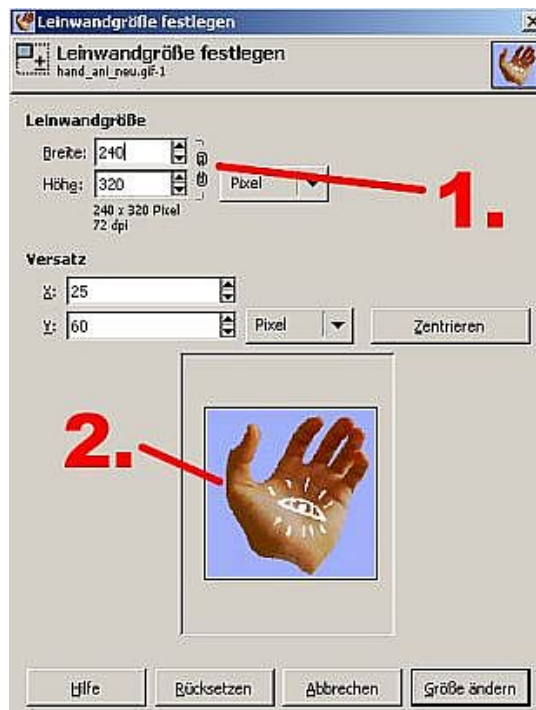 Leinwandgröße festlegen
Leinwandgröße festlegen
hand_ani_neu.gif-1
Leinwandgröße
Breite: 240
Höhe: 320 Pixel
240 x 320 Pixel
72 dpi
1.
Versatz
X: 25
Y: 60 Pixel Zentrieren
2.
Hilfe Rücksetzen Abbrechen Größe ändern